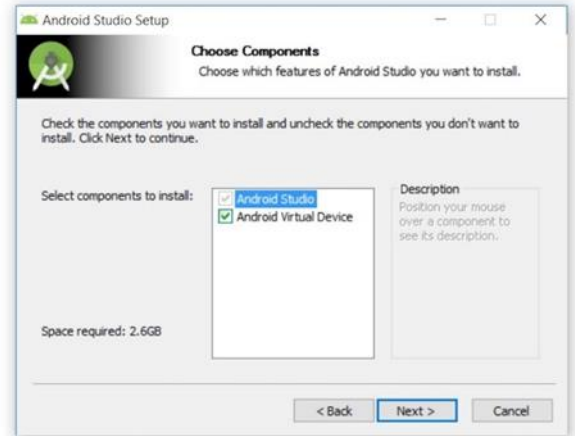 Android Studio Setup
Choose Components
Choose which features of Android Studio you want to install.
Check the components you want to install and uncheck the components you don't want to
install. Click Next to continue.
Select components to install:
Android Studio
Android Virtual Device
Description
Position your mouse
over a component to
see its description.
Space required: 2.6GB
< Back
Next >
Cancel